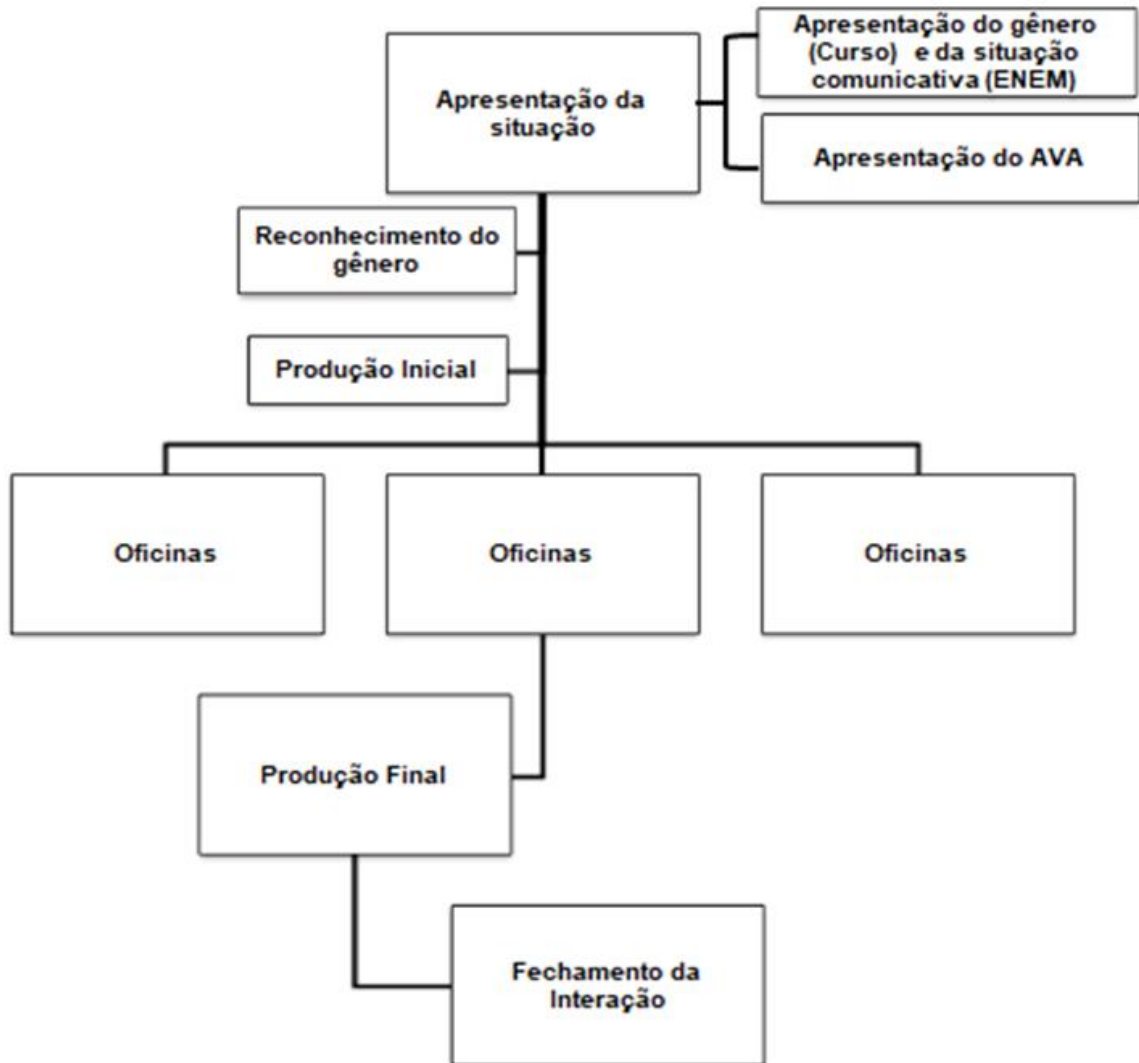 Apresentação do gênero
(Curso) e da situação
comunicativa (ENEM)
Apresentação da
situação
Apresentação do AVA
Reconhecimento do
gênero
Produção Inicial
Oficinas
Oficinas
Oficinas
Produção Final
Fechamento da
Interação